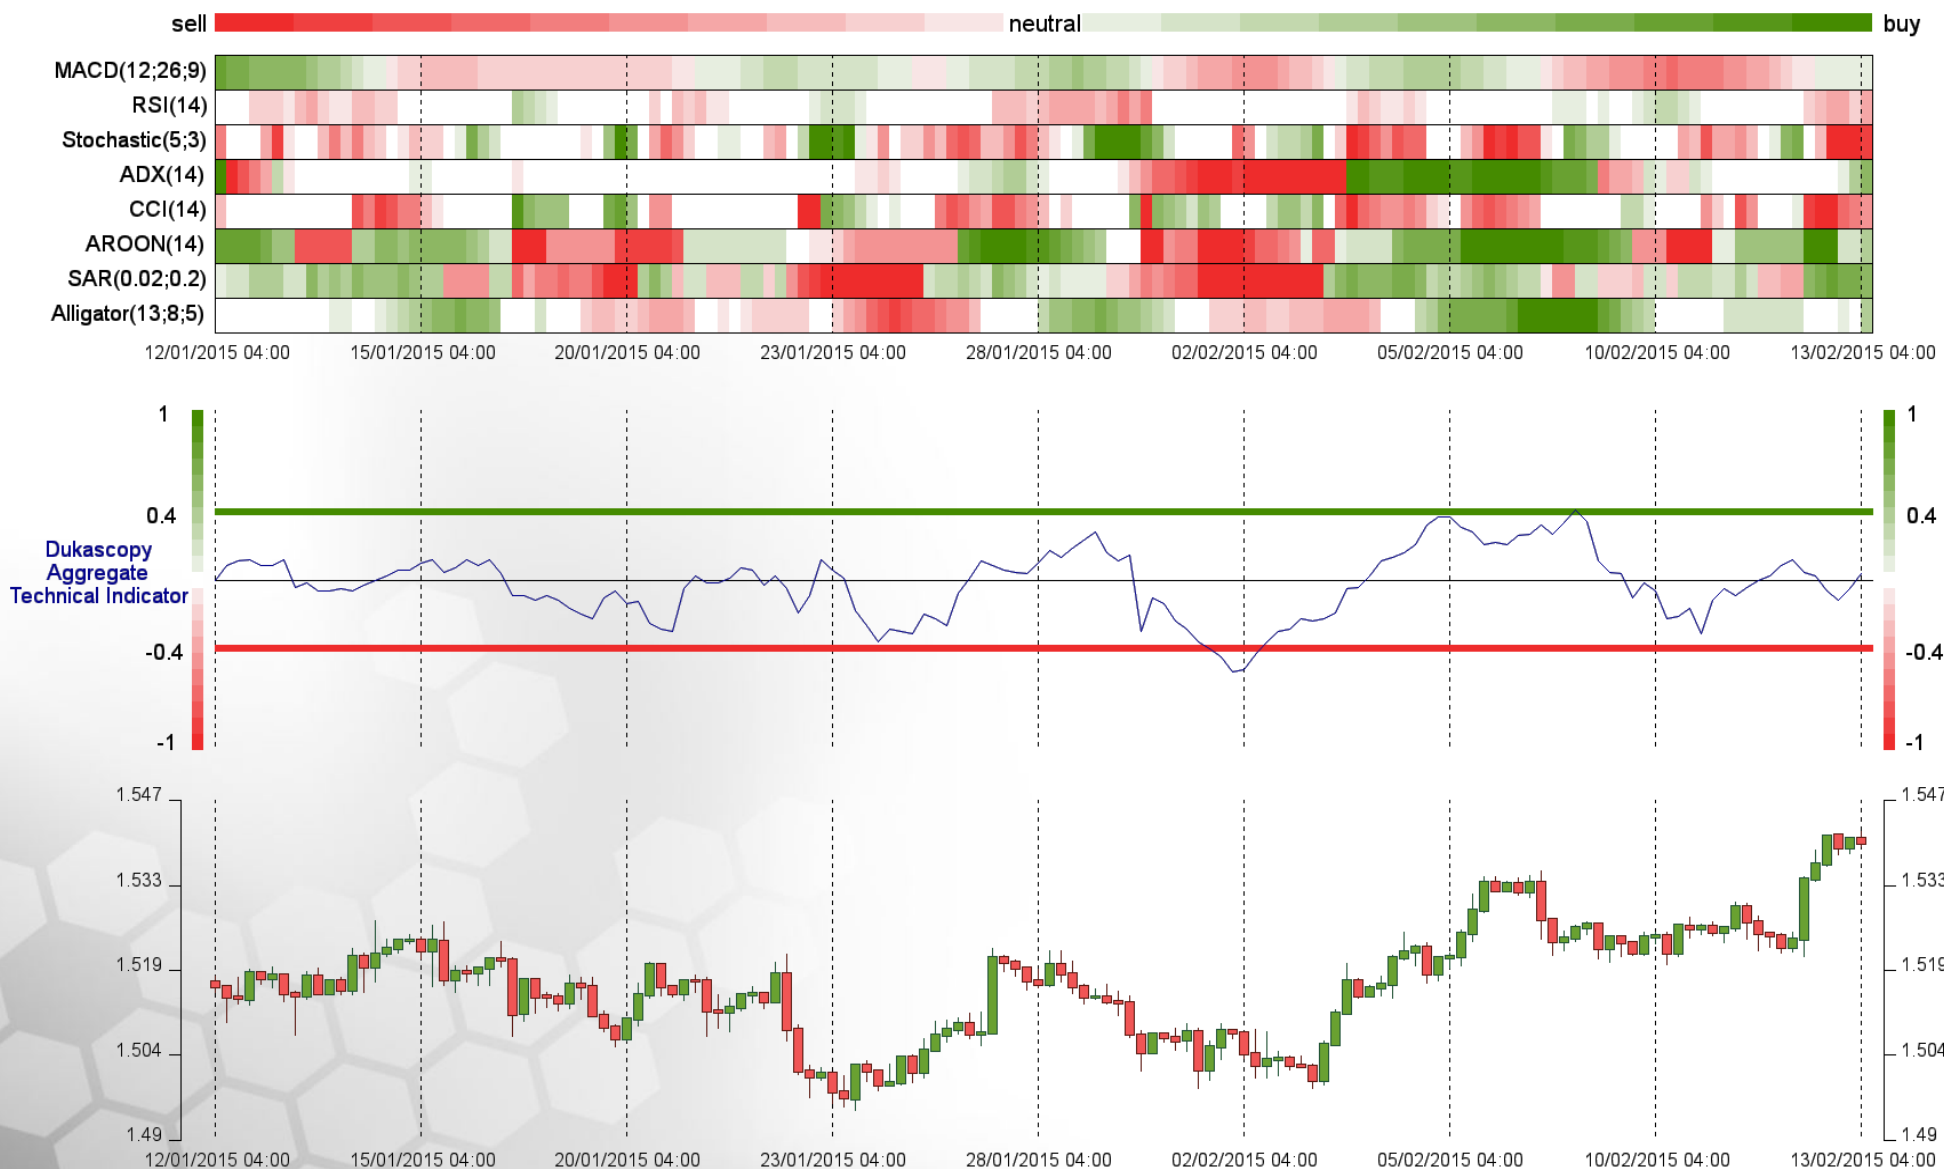 sell neutral buy
MACD(12;26;9)
RSI(14)
Stochastic(5;3)
ADX(14)
CCI(14)
AROON(14)
SAR(0.02;0.2)
Alligator(13;8;5)
12/01/2015 04:00 15/01/2015 04:00 20/01/2015 04:00 23/01/2015 04:00 28/01/2015 04:00 02/02/2015 04:00 05/02/2015 04:00 10/02/2015 04:00 13/02/2015 04:00
1 1
0.4 0.4
Dukascopy
Aggregate
Technical Indicator
-0.4 -0.4
-1 -1
1.547 1.547
1.533 1.533
1.519 1.519
1.504 1.504
1.49 1.49
12/01/2015 04:00 15/01/2015 04:00 20/01/2015 04:00 23/01/2015 04:00 28/01/2015 04:00 02/02/2015 04:00 05/02/2015 04:00 10/02/2015 04:00 13/02/2015 04:00